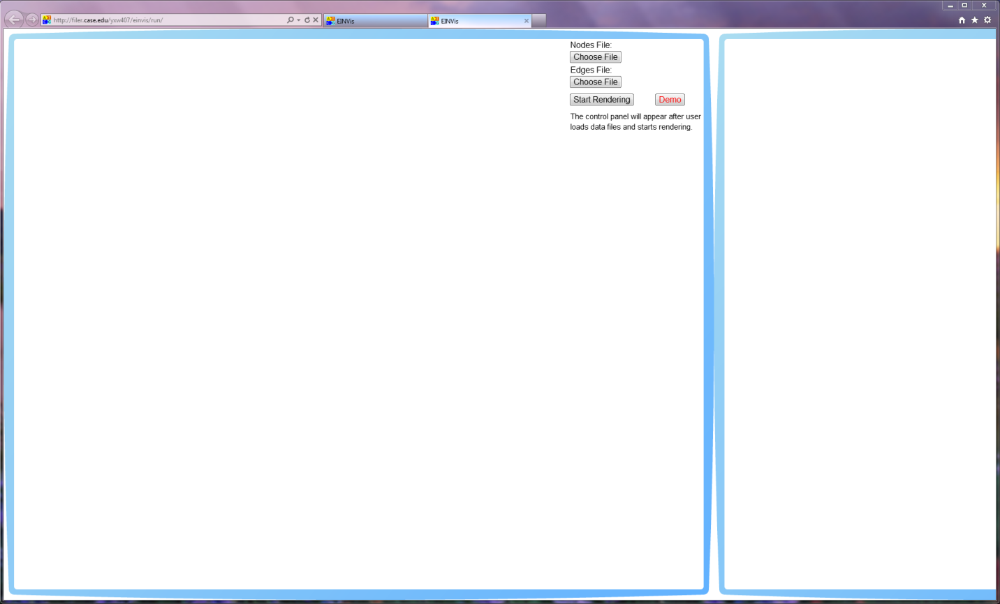 http://filer.case.edu/yxw407/einvis/run/
EINVis
EINVis
Nodes File:
Choose File
Edges File:
Choose File
Start Rendering
Demo
The control panel will appear after user
loads data files and starts rendering.